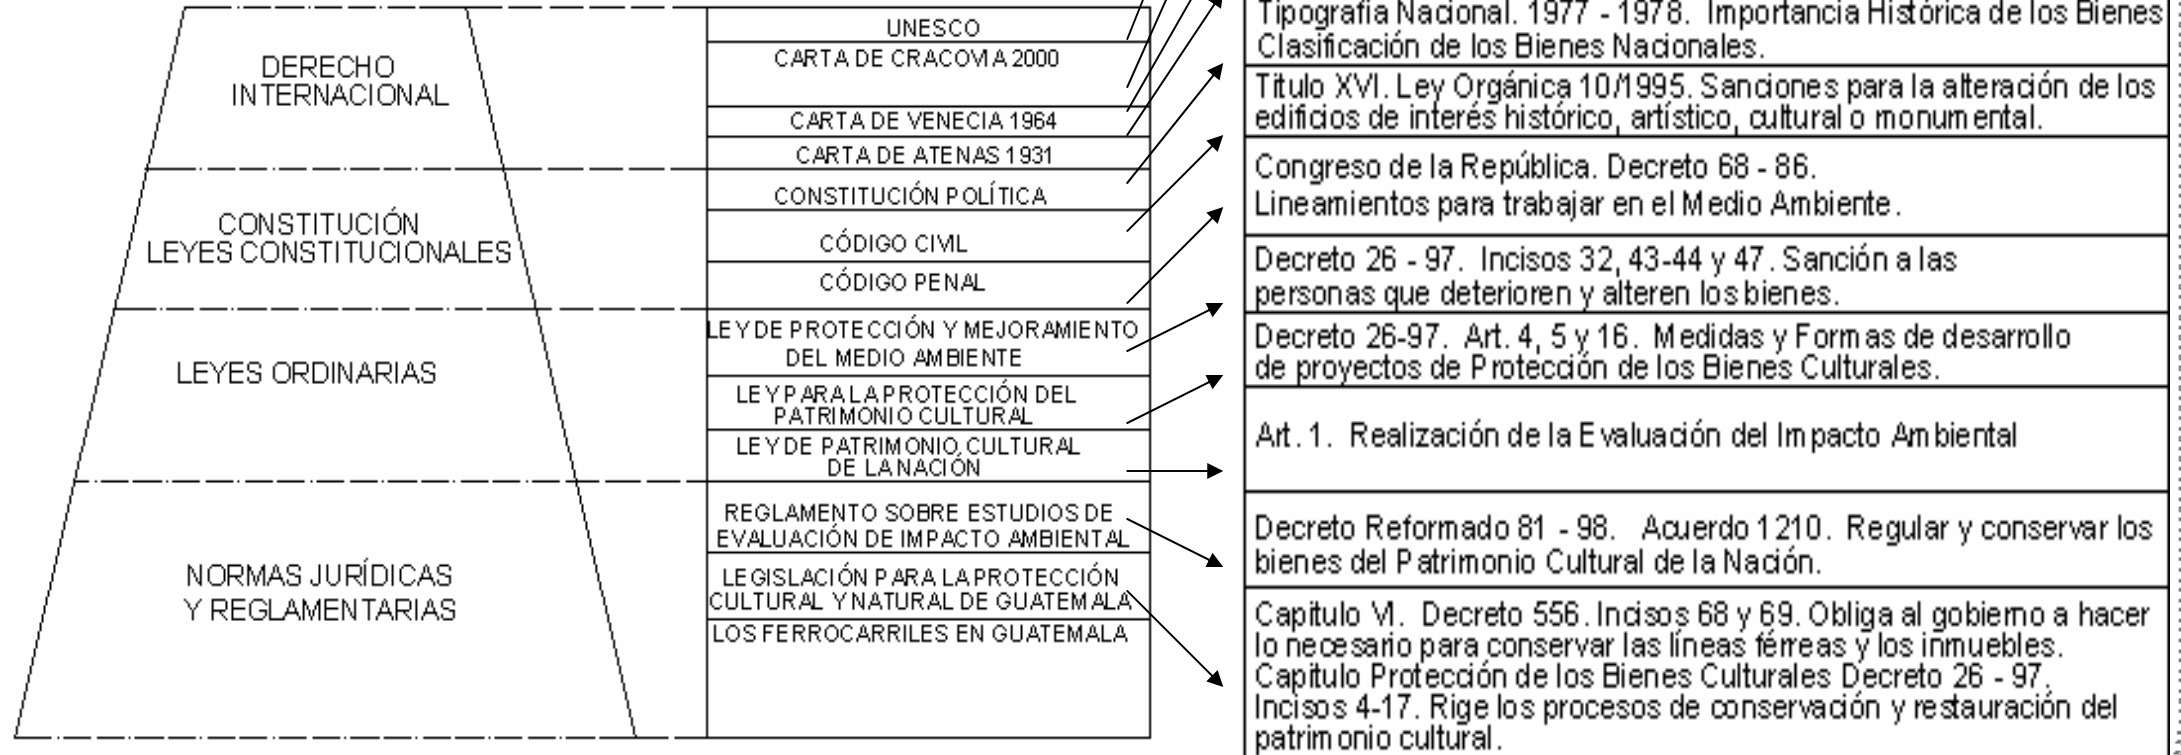 DERECHO
INTERNACIONAL
CONSTITUCIÓN
LEYES CONSTITUCIONALES
LEYES ORDINARIAS
NORMAS JURÍDICAS
Y REGLAMENTARIAS
UNESCO
CARTA DE CRACOVIA 2000
CARTA DE VENECIA 1964
CARTA DE ATENAS 1931
CONSTITUCIÓN POLÍTICA
CÓDIGO CIVIL
CÓDIGO PENAL
LEY DE PROTECCIÓN Y MEJORAMIENTO
DEL MEDIO AMBIENTE
LEY PARA LA PROTECCIÓN DEL
PATRIMONIO CULTURAL
LEY DE PATRIMONIO CULTURAL
DE LA NACIÓN
REGLAMENTO SOBRE ESTUDIOS DE
EVALUACIÓN DE IMPACTO AMBIENTAL
LEGISLACIÓN PARA LA PROTECCIÓN
CULTURAL Y NATURAL DE GUATEMALA
LOS FERROCARRILES EN GUATEMALA
Tipografía Nacional. 1977 - 1978. Importancia Histórica de los Bienes
Clasificación de los Bienes Nacionales.
Titulo XVI. Ley Orgánica 10/1995. Sanciones para la alteración de los
edificios de interés histórico, artístico, cultural o monumental.
Congreso de la República. Decreto 68 - 86.
Lineamientos para trabajar en el Medio Ambiente.
Decreto 26 - 97. Incisos 32, 43-44 y 47. Sanción a las
personas que deterioren y alteren los bienes.
Decreto 26-97. Art. 4, 5 y 16. Medidas y Formas de desarrollo
de proyectos de Protección de los Bienes Culturales.
Art. 1. Realización de la Evaluación del Impacto Ambiental
Decreto Reformado 81 - 98. Acuerdo 1210. Regular y conservar los
bienes del Patrimonio Cultural de la Nación.
Capitulo VI. Decreto 556. Incisos 68 y 69. Obliga al gobierno a hacer
lo necesario para conservar las líneas férreas y los inmuebles.
Capitulo Protección de los Bienes Culturales Decreto 26 - 97.
Incisos 4-17. Rige los procesos de conservación y restauración del
patrimonio cultural.